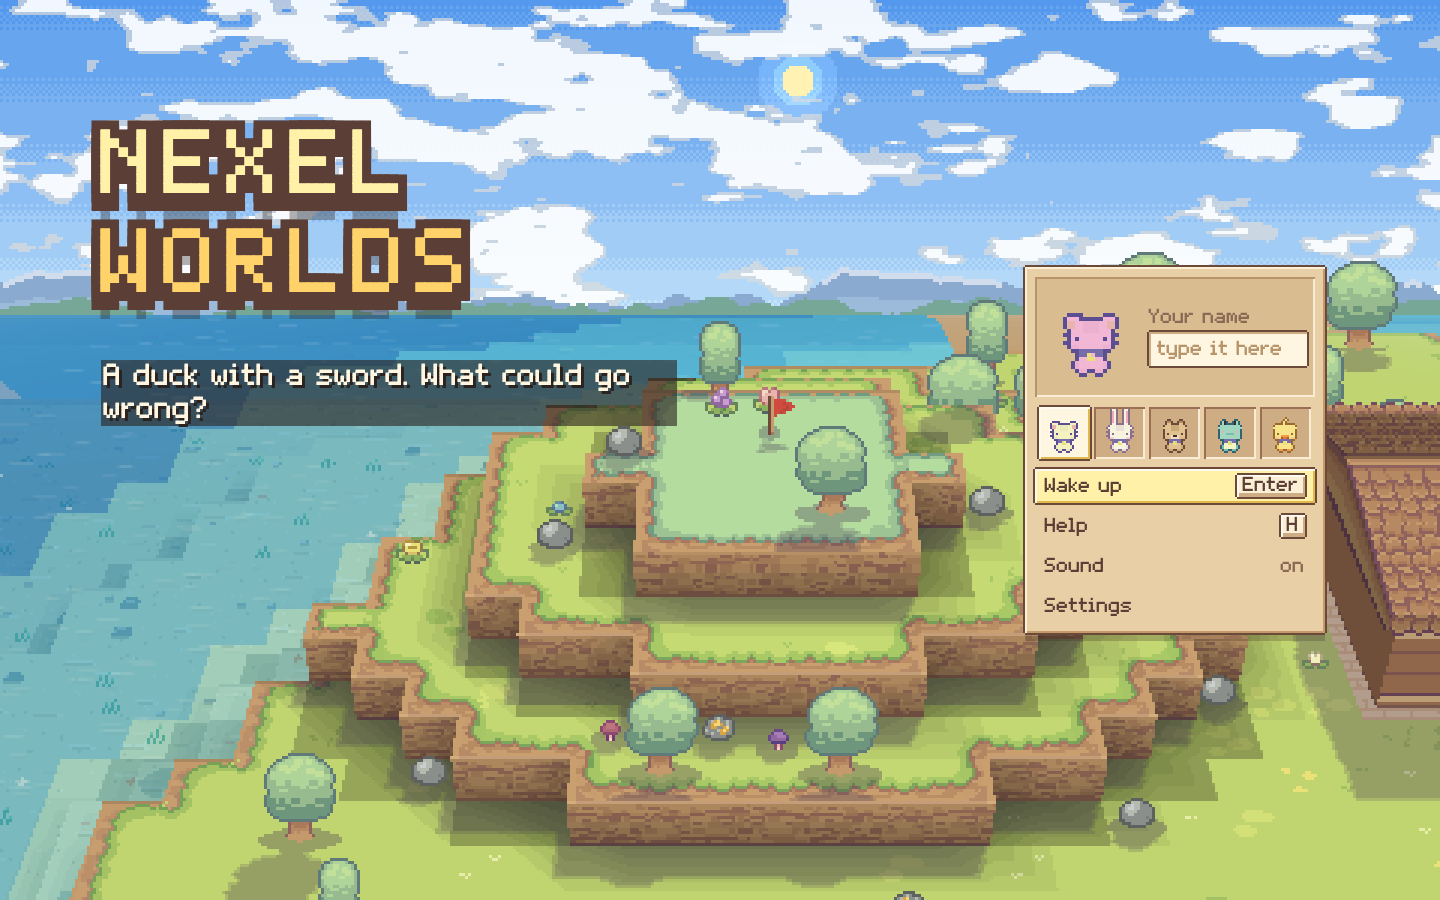 NEXEL
WORLDS
A duck with a sword. What could go
wrong?
Your name
type it here
Wake up Enter
Help H
Sound on
Settings